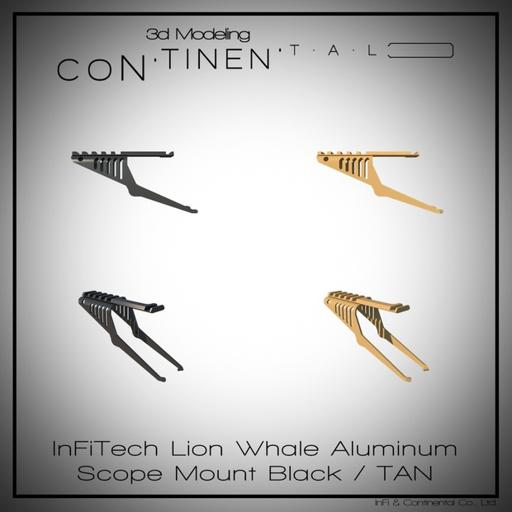 3d Modeling
CoN·TINEN·T·A·L
InFiTech Lion Whale Aluminum
Scope Mount Black / TAN
InFi & Continental Co., Ltd.